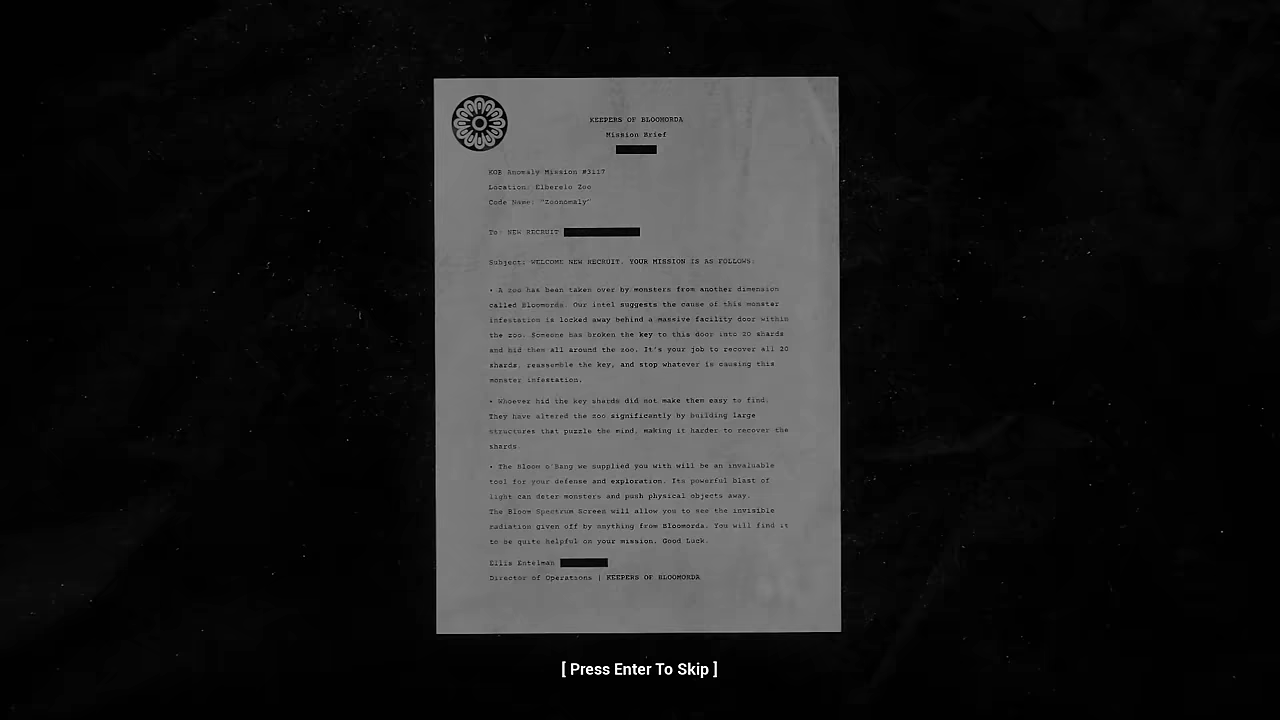 KEEPERS OF BLOOMORDA
Mission Brief
KOB Anomaly Mission #3117
Location: Elberelo Zoo
Code Name: "Zoonomaly"
To: NEW RECRUIT
Subject: WELCOME NEW RECRUIT. YOUR MISSION IS AS FOLLOWS:
• A zoo has been taken over by monsters from another dimension
called Bloomorda. Our intel suggests the cause of this monster
infestation is locked away behind a massive facility door within
the zoo. Someone has broken the key to this door into 20 shards
and hid them all around the zoo. It's your job to recover all 20
shards, reassemble the key, and stop whatever is causing this
monster infestation.
• Whoever hid the key shards did not make them easy to find.
They have altered the zoo significantly by building large
structures that puzzle the mind, making it harder to recover the
shards.
• The Bloom o'Bang we supplied you with will be an invaluable
tool for your defense and exploration. Its powerful blast of
light can deter monsters and push physical objects away.
The Bloom Spectrum Screen will allow you to see the invisible
radiation given off by anything from Bloomorda. You will find it
to be quite helpful on your mission. Good Luck.
Ellis Entelman
Director of Operations | KEEPERS OF BLOOMORDA
[ Press Enter To Skip ]